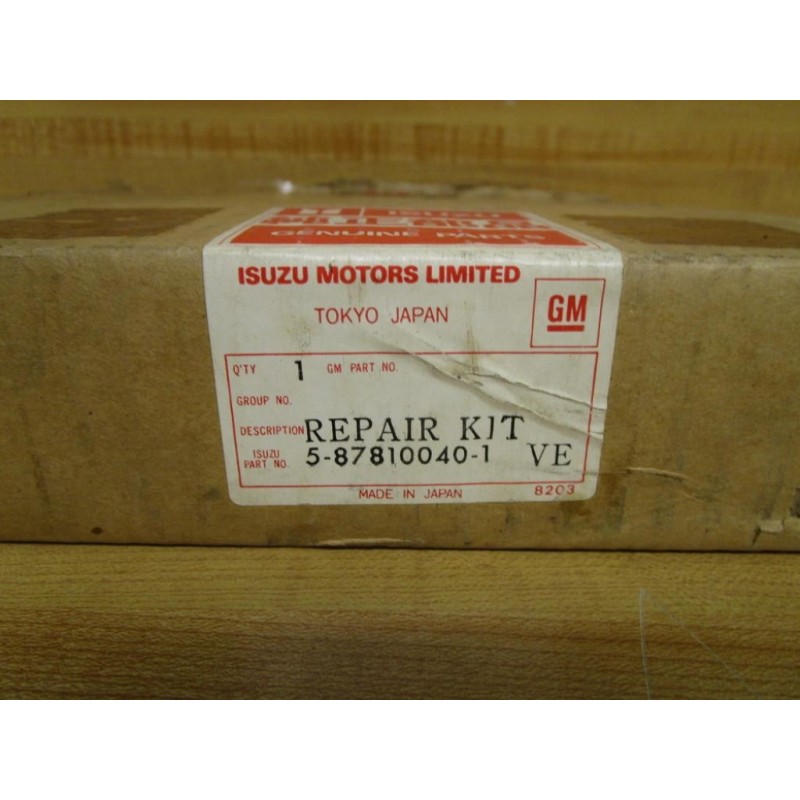 ISUZU
GENUINE PARTS
ISUZU MOTORS LIMITED
TOKYO JAPAN
GM
Q'TY 1 GM PART NO.
GROUP NO.
DESCRIPTION REPAIR KIT
ISUZU PART NO. 5-87810040-1 VE
MADE IN JAPAN 8203